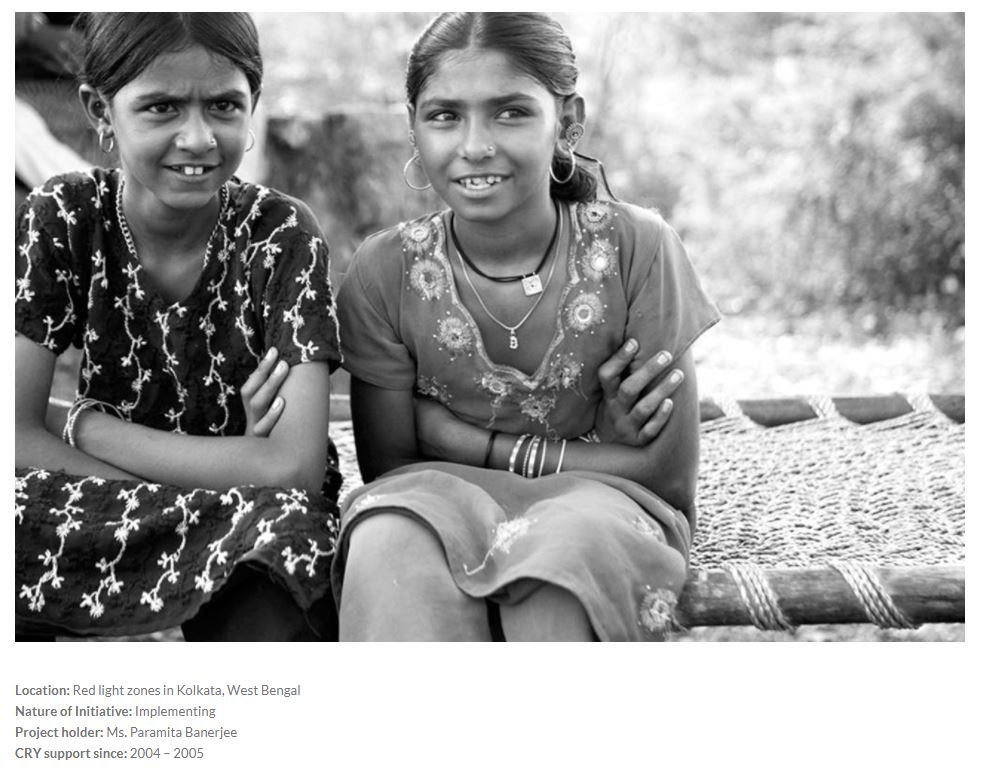 Location: Red light zones in Kolkata, West Bengal
Nature of Initiative: Implementing
Project holder: Ms. Paramita Banerjee
CRY support since: 2004 – 2005